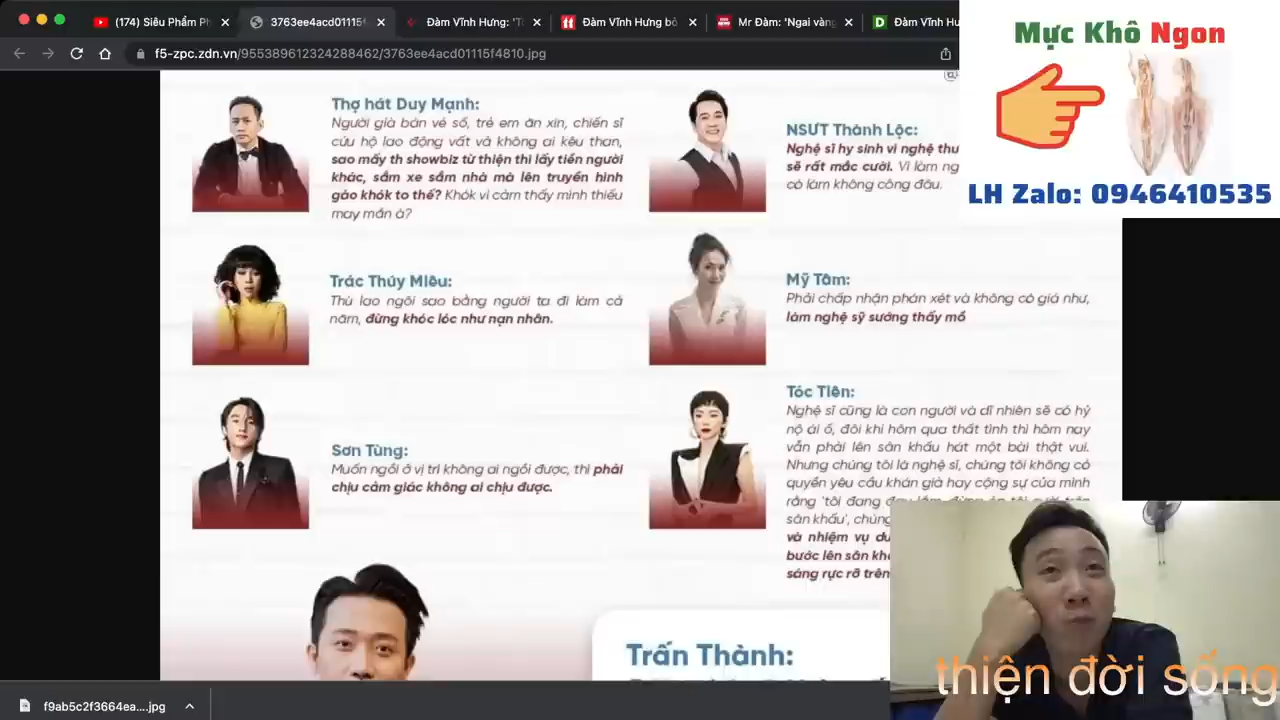 (174) Siêu Phẩm Ph
3763ee4acd01115f
Đàm Vĩnh Hưng: 'T
Đàm Vĩnh Hưng bỏ
Mr Đàm: 'Ngai vàng
Đàm Vĩnh Hưn
f5-zpc.zdn.vn/955389612324288462/3763ee4acd01115f4810.jpg
Mực Khô Ngon
LH Zalo: 0946410535
Thợ hát Duy Mạnh:
Người già bán vé số, trẻ em ăn xin, chiến sĩ
cứu hộ lao động vất vả không ai kêu than,
sao mấy th showbiz từ thiện thì lấy tiền người
khác, sắm xe sắm nhà mà lên truyền hình
gào khók to thế? Khók vì cảm thấy mình thiếu
may mắn à?
NSƯT Thành Lộc:
Nghệ sĩ hy sinh vì nghệ thu
sẽ rất mắc cười. Vì làm ng
có làm không công đâu.
Trác Thúy Miêu:
Thù lao ngôi sao bằng người ta đi làm cả
năm, đừng khóc lóc như nạn nhân.
Mỹ Tâm:
Phải chấp nhận phán xét và không có giá như,
làm nghệ sỹ sướng thấy mồ
Sơn Tùng:
Muốn ngồi ở vị trí không ai ngồi được, thì phải
chịu cảm giác không ai chịu được.
Tóc Tiên:
Nghệ sĩ cũng là con người và dĩ nhiên sẽ có hỷ
nộ ái ố, đôi khi hôm qua thất tình thì hôm nay
vẫn phải lên sân khấu hát một bài thật vui.
Nhưng chúng tôi là nghệ sĩ, chúng tôi không có
quyền yêu cầu khán giả hay cộng sự của mình
rằng 'tôi đang
sân khấu', chúng
và nhiệm vụ du
bước lên sân khấ
sáng rực rỡ trên
Trấn Thành:
thiện đời sống
f9ab5c2f3664ea....jpg